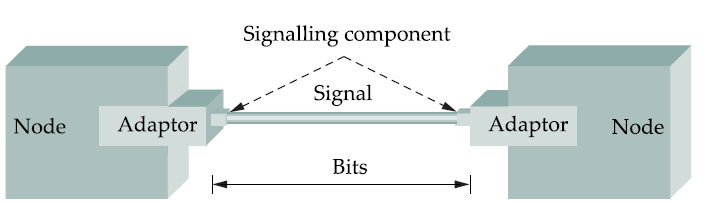 Signalling component
Signal
Node
Adaptor
Adaptor
Node
Bits